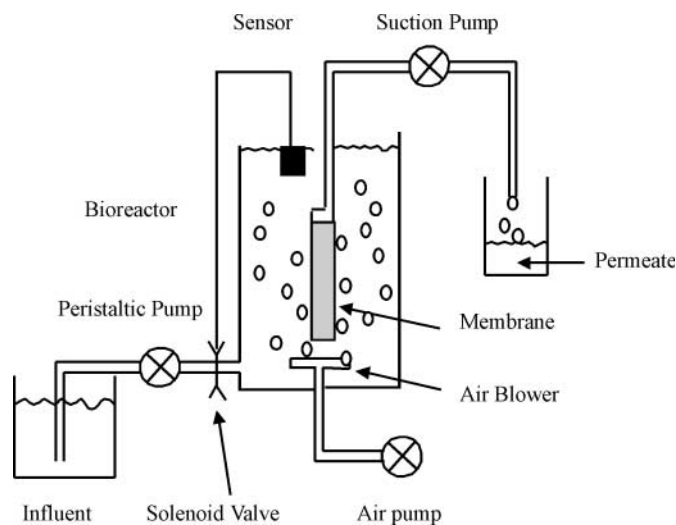 Sensor
Suction Pump
Bioreactor
Permeate
Peristaltic Pump
Membrane
Air Blower
Influent
Solenoid Valve
Air pump